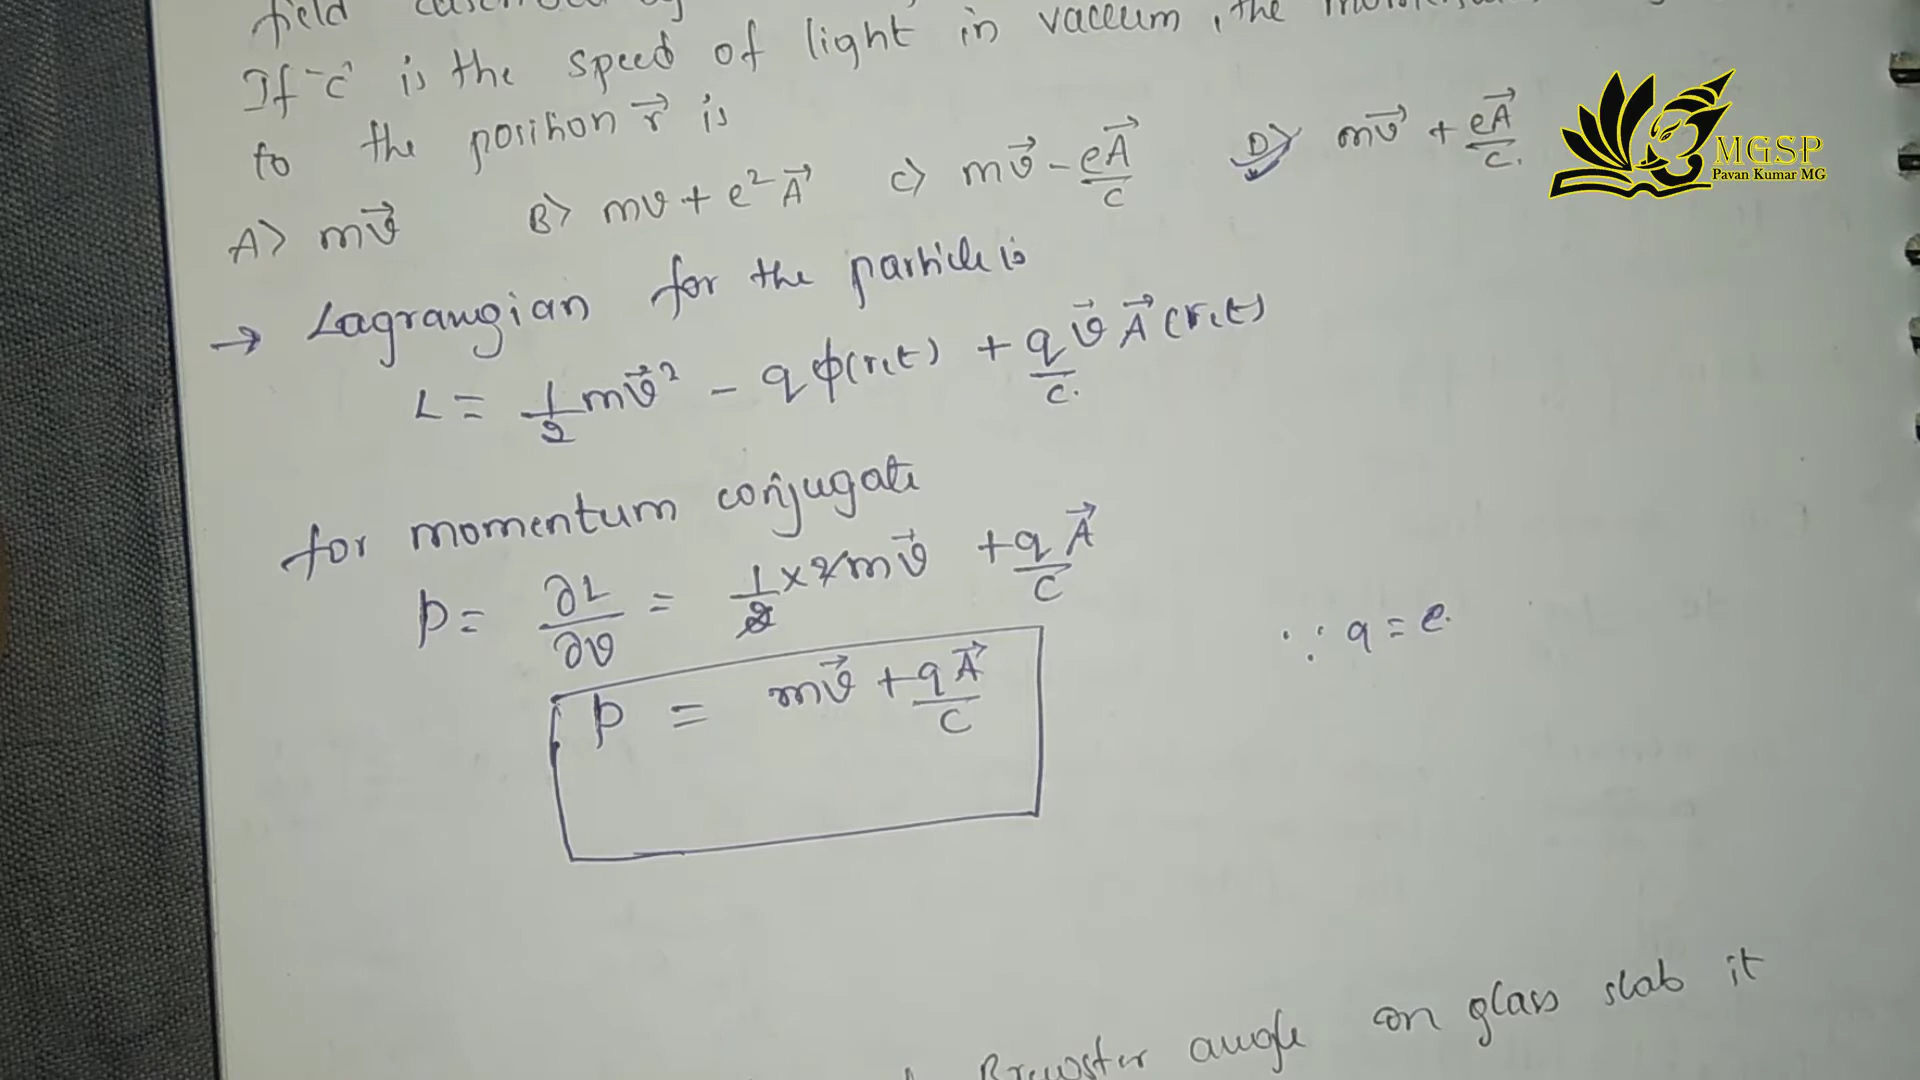 field
If 'c' is the speed of light in vaccum, the
to the position r⃗ is
A) mv⃗ B) mv + e²A⃗ C) mv⃗ - eA⃗/c D) mv⃗ + eA⃗/c.
→ Lagrangian for the particle is
L = 1/2 mv⃗² - qϕ(r,t) + q/c. v⃗ A⃗(r,t)
for momentum conjugate
p = ∂L/∂v = 1/2 × 2mv⃗ + qA⃗/c
∵ q = e.
p = mv⃗ + qA⃗/c
Brewster angle on glass slab it
MGSP
Pavan Kumar MG